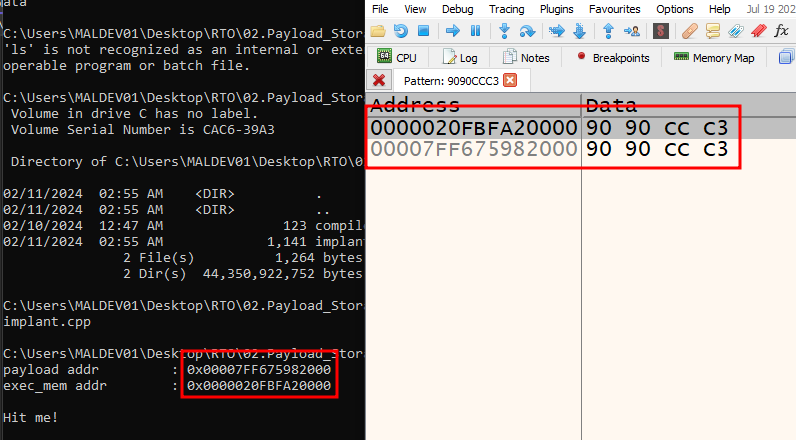 ata
C:\Users\MALDEV01\Desktop\RTO\02.Payload_Stor
'ls' is not recognized as an internal or exte
operable program or batch file.
C:\Users\MALDEV01\Desktop\RTO\02.Payload_Stor
Volume in drive C has no label.
Volume Serial Number is CAC6-39A3
Directory of C:\Users\MALDEV01\Desktop\RTO\0
02/11/2024 02:55 AM <DIR> .
02/11/2024 02:55 AM <DIR> ..
02/10/2024 12:47 AM 123 compil
02/11/2024 02:55 AM 1,141 implan
2 File(s) 1,264 bytes
2 Dir(s) 44,350,922,752 bytes
C:\Users\MALDEV01\Desktop\RTO\02.Payload_Stor
implant.cpp
C:\Users\MALDEV01\Desktop\RTO\02.Payload_Stor
payload addr : 0x00007FF675982000
exec_mem addr : 0x0000020FBFA20000
Hit me!
File View Debug Tracing Plugins Favourites Options Help Jul 19 202
CPU Log Notes Breakpoints Memory Map
Pattern: 9090CCC3
Address Data
0000020FBFA20000 90 90 CC C3
00007FF675982000 90 90 CC C3